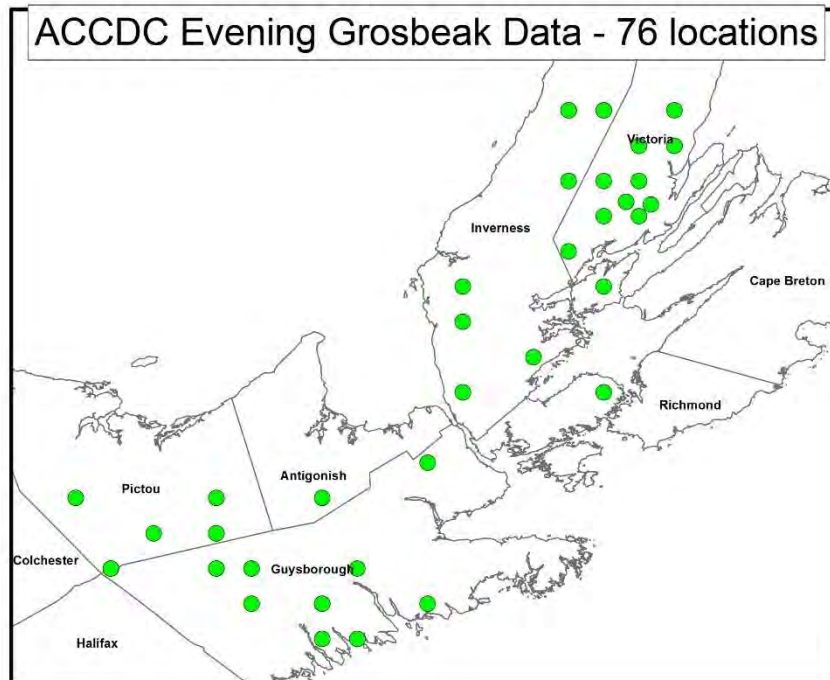 ACCDC Evening Grosbeak Data - 76 locations
Victoria
Inverness
Cape Breton
Richmond
Antigonish
Pictou
Colchester
Guysborough
Halifax